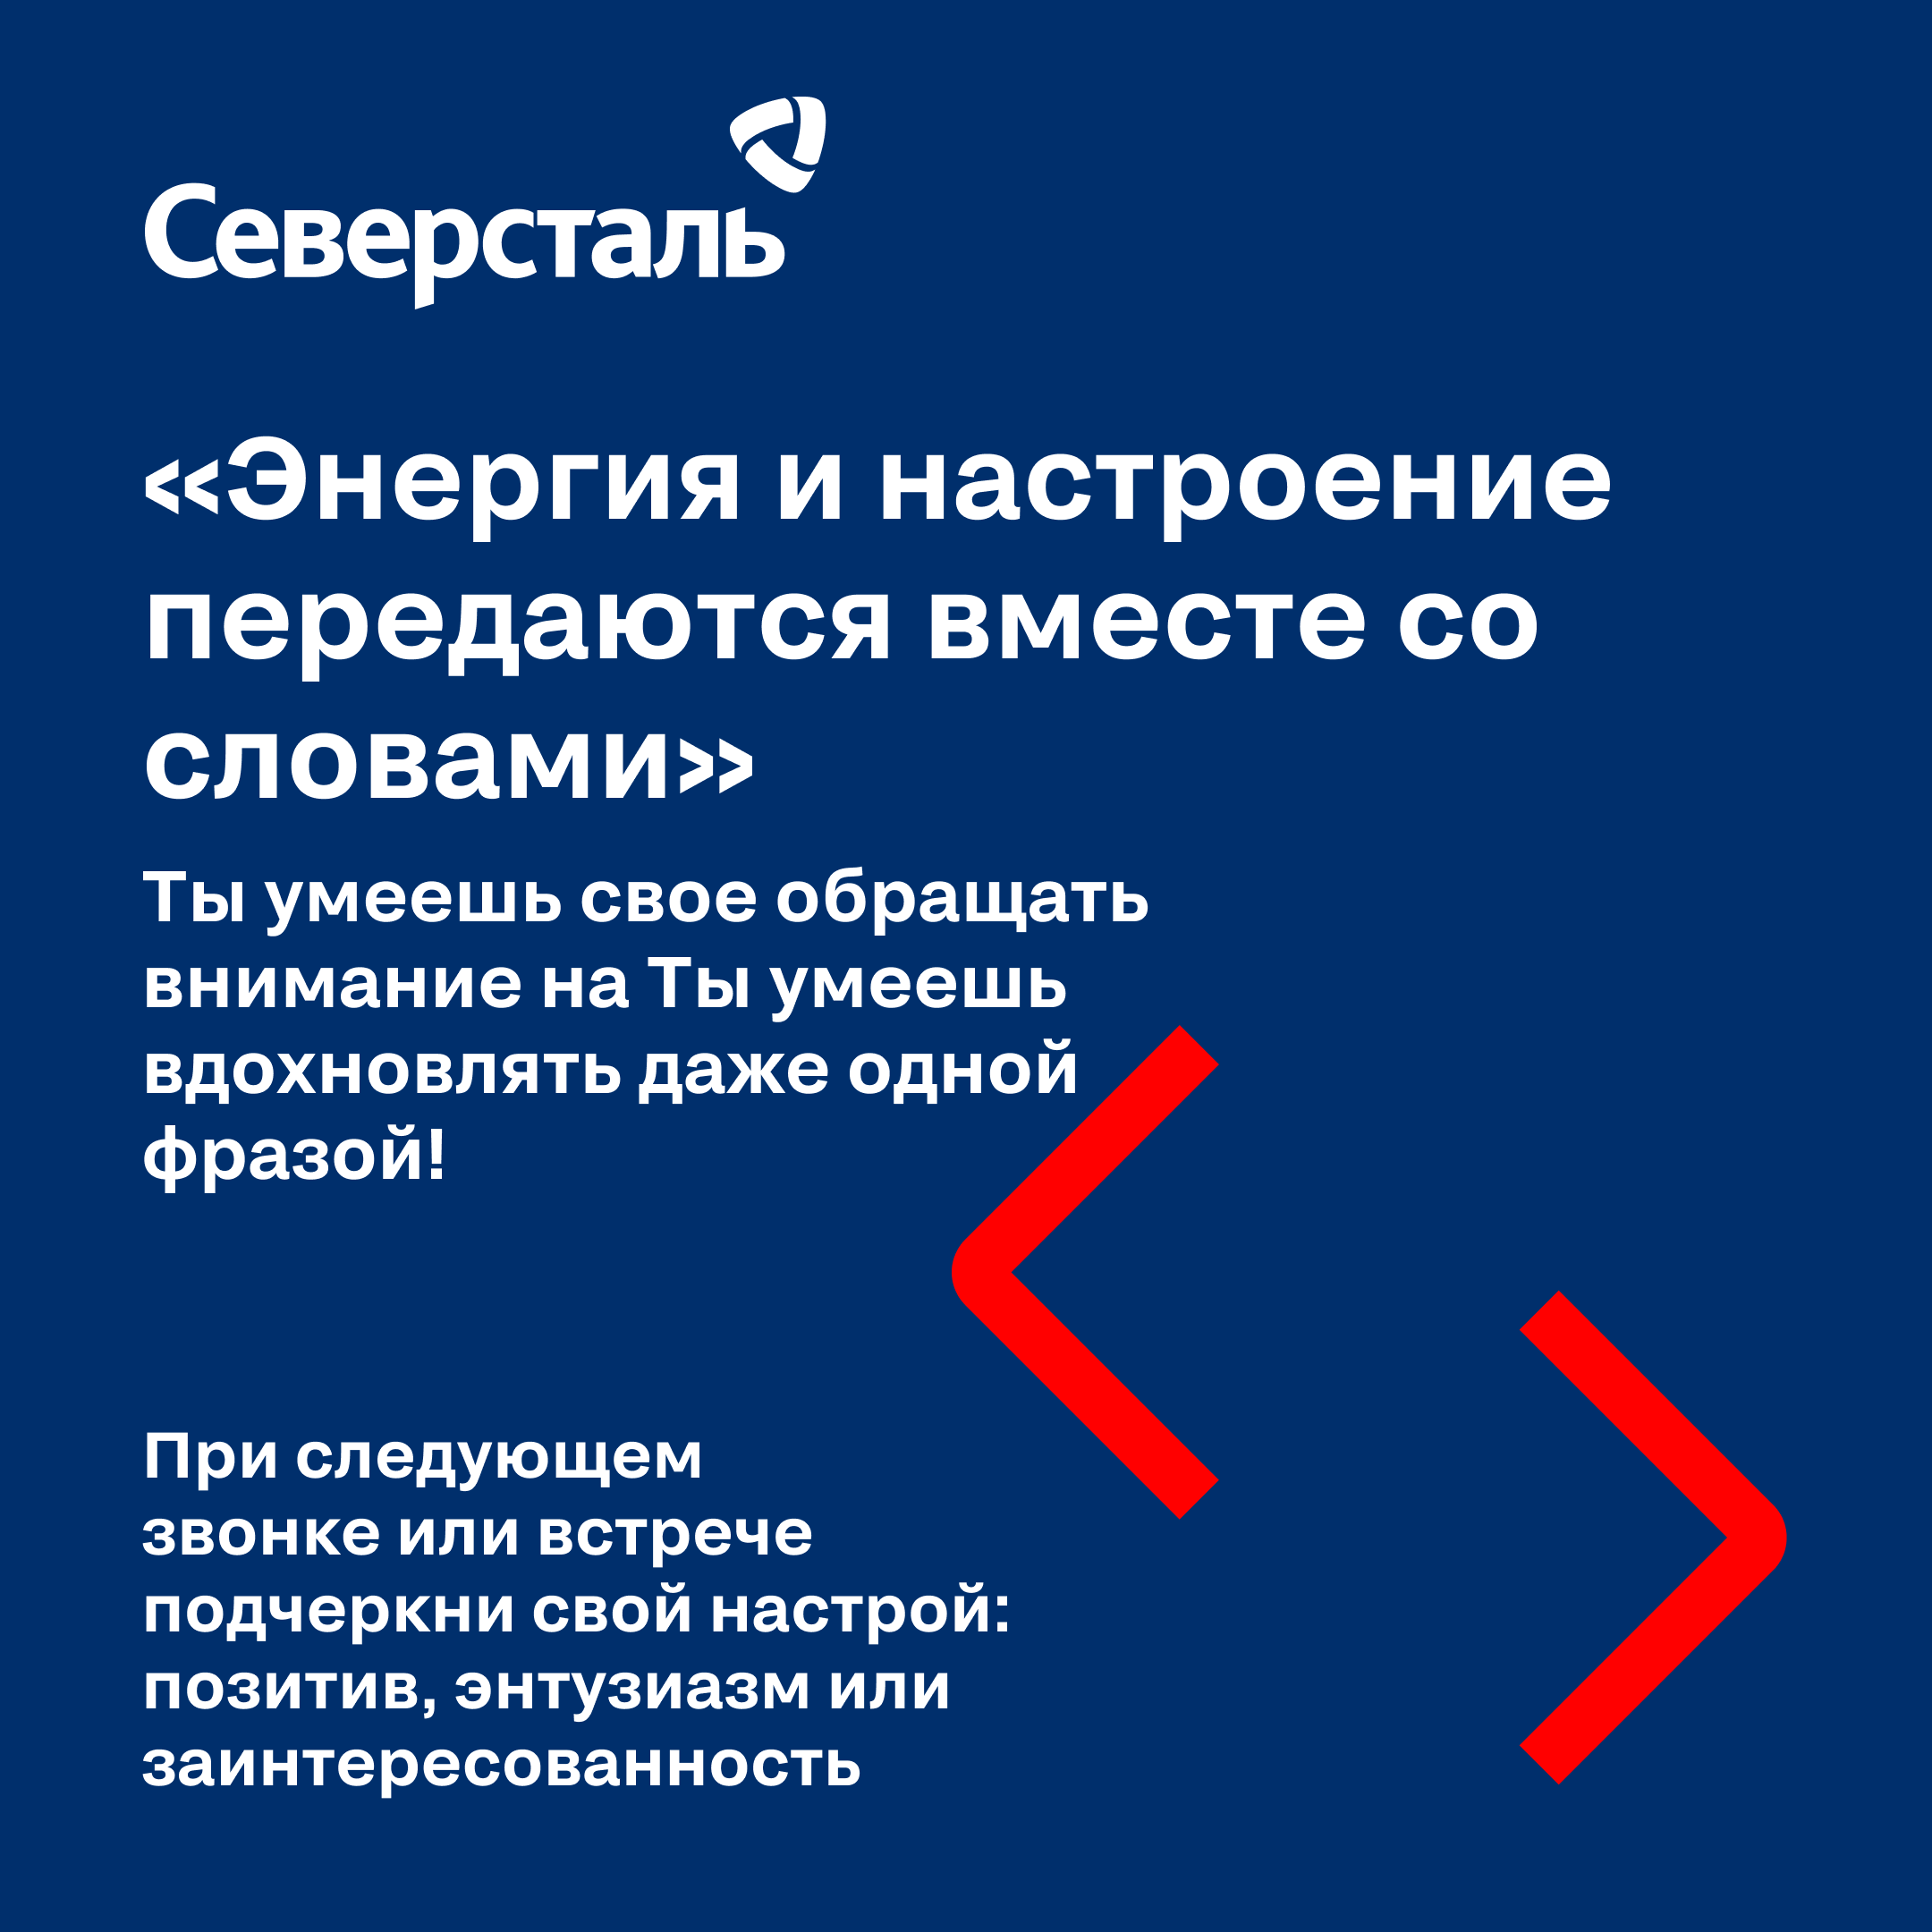 Северсталь
«Энергия и настроение
передаются вместе со
словами»
Ты умеешь свое обращать
внимание на Ты умеешь
вдохновлять даже одной
фразой!
При следующем
звонке или встрече
подчеркни свой настрой:
позитив, энтузиазм или
заинтересованность